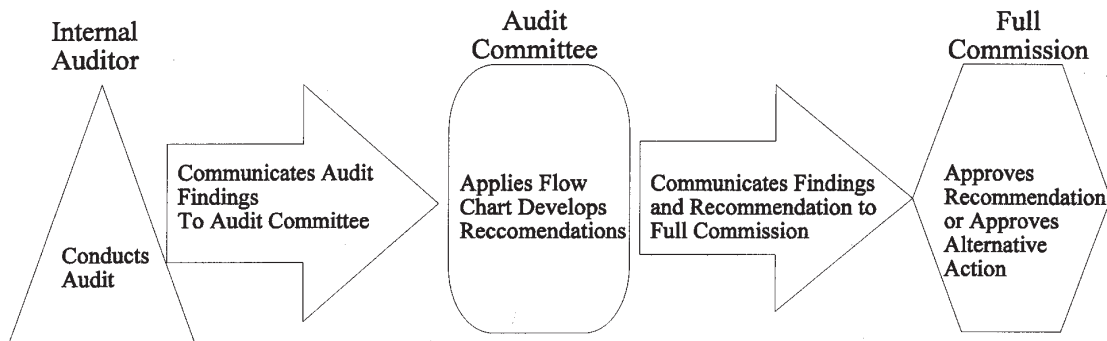 Internal
Auditor
Conducts
Audit
Communicates Audit
Findings
To Audit Committee
Audit
Committee
Applies Flow
Chart Develops
Reccomendations
Communicates Findings
and Recommendation to
Full Commission
Full
Commission
Approves
Recommendation
or Approves
Alternative
Action